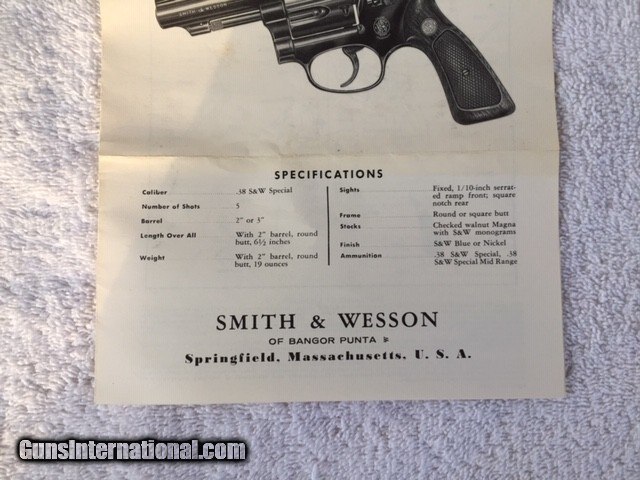 SMITH & WESSON
SPECIFICATIONS
Caliber .38 S&W Special
Number of Shots 5
Barrel 2" or 3"
Length Over All With 2" barrel, round
butt, 6½ inches
Weight With 2" barrel, round
butt, 19 ounces
Sights Fixed, 1/10-inch serrat-
ed ramp front; square
notch rear
Frame Round or square butt
Stocks Checked walnut Magna
with S&W monograms
Finish S&W Blue or Nickel
Ammunition .38 S&W Special, .38
S&W Special Mid Range
SMITH & WESSON
OF BANGOR PUNTA
Springfield, Massachusetts, U. S. A.
GunsInternational.com